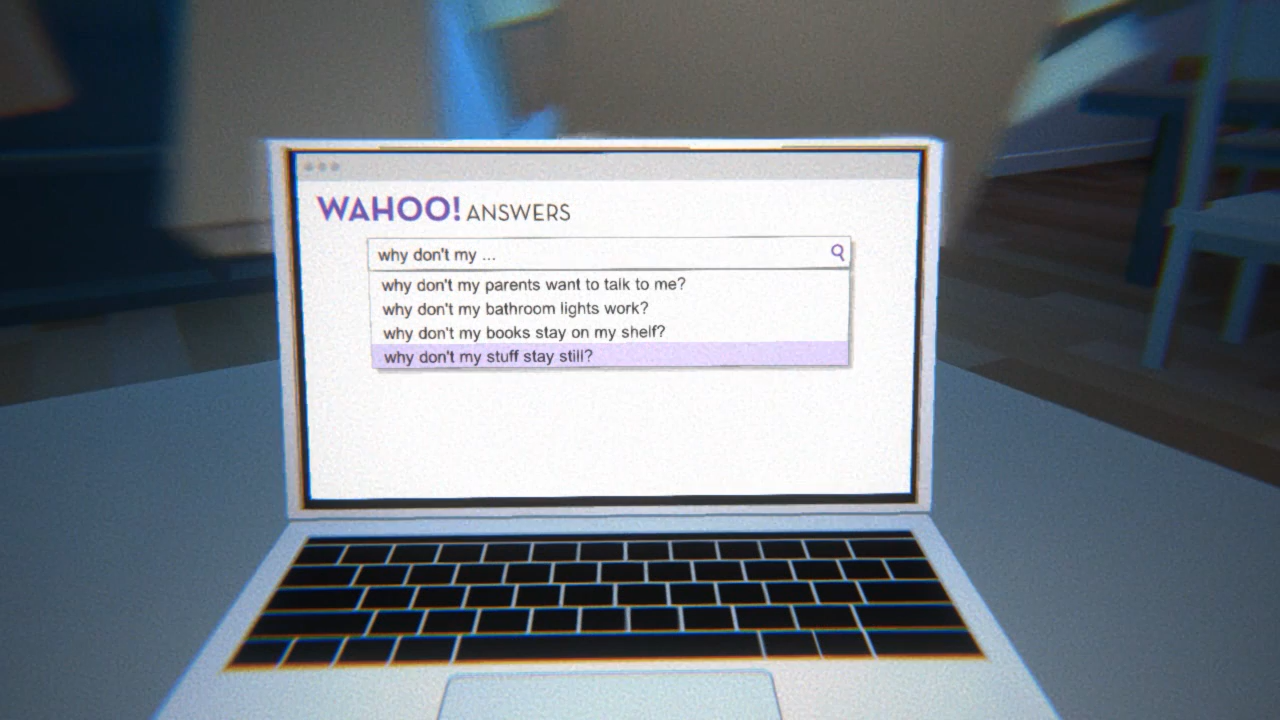 WAHOO! ANSWERS
why don't my ...
why don't my parents want to talk to me?
why don't my bathroom lights work?
why don't my books stay on my shelf?
why don't my stuff stay still?